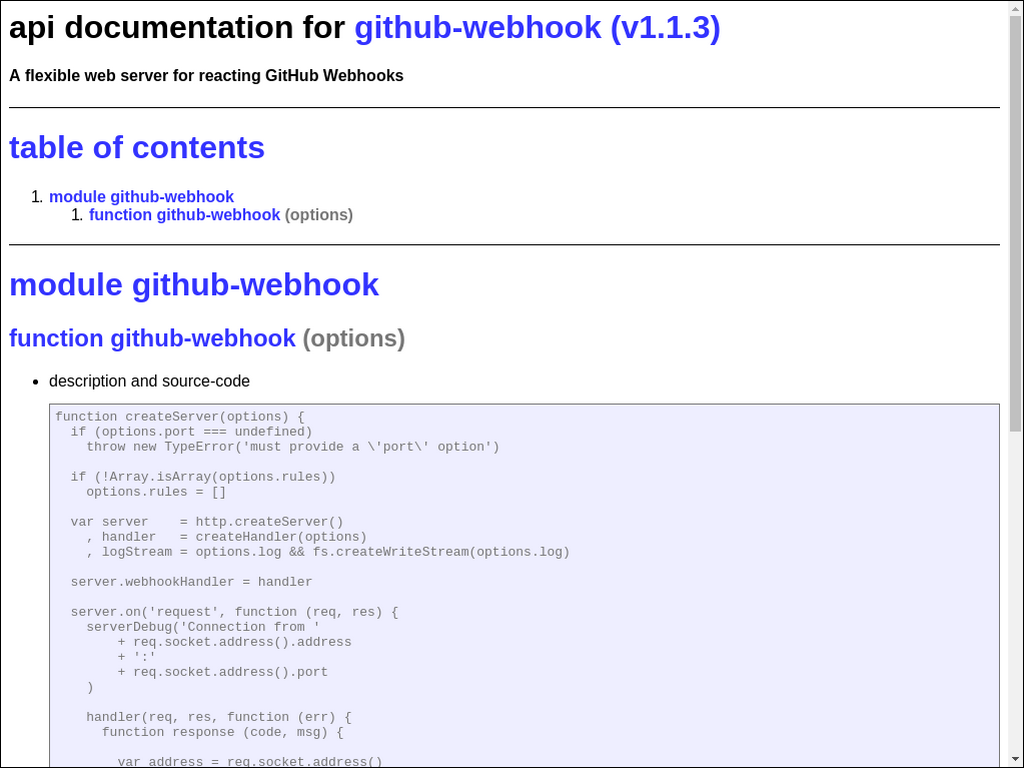 api documentation for github-webhook (v1.1.3)
A flexible web server for reacting GitHub Webhooks
table of contents
1. module github-webhook
1. function github-webhook (options)
module github-webhook
function github-webhook (options)
• description and source-code
function createServer(options) {
  if (options.port === undefined)
    throw new TypeError('must provide a \'port\' option')
  if (!Array.isArray(options.rules))
    options.rules = []
  var server    = http.createServer()
    , handler   = createHandler(options)
    , logStream = options.log && fs.createWriteStream(options.log)
  server.webhookHandler = handler
  server.on('request', function (req, res) {
    serverDebug('Connection from '
        + req.socket.address().address
        + ':'
        + req.socket.address().port
    )
    handler(req, res, function (err) {
      function response (code, msg) {
        var address = req.socket.address()